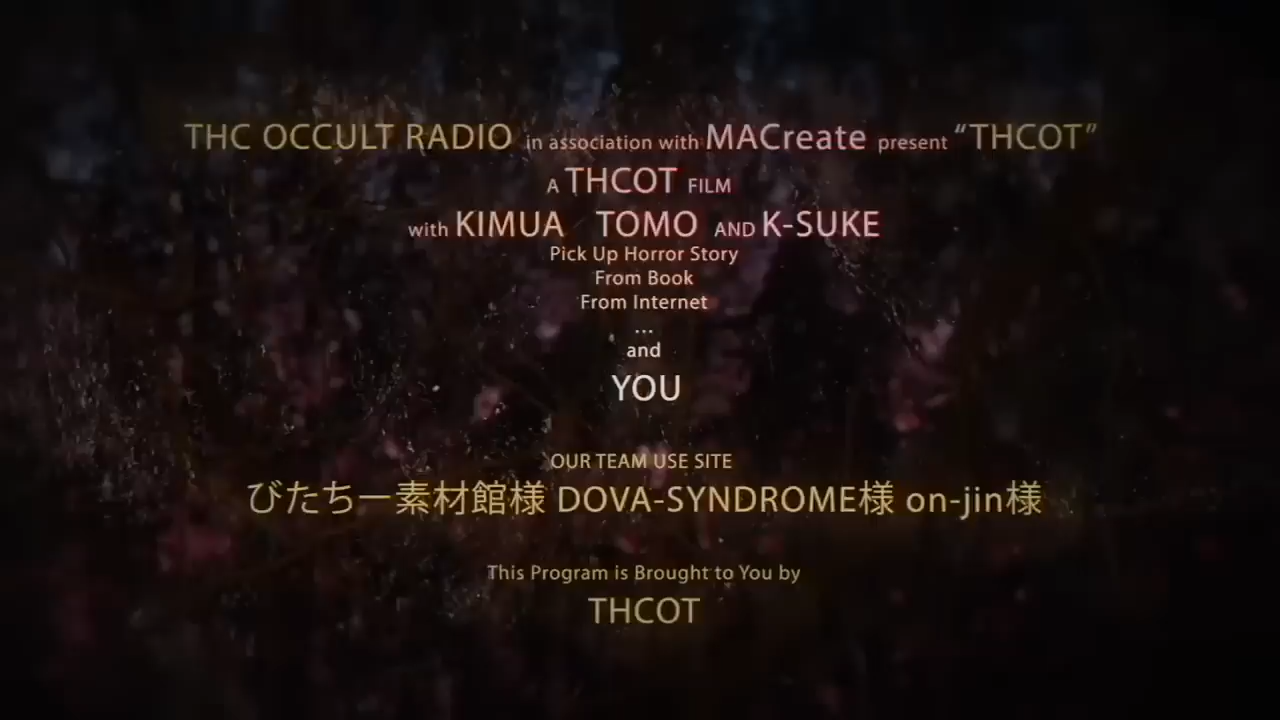 THC OCCULT RADIO in association with MACreate present “THCOT”
A THCOT FILM
with KIMUA TOMO AND K-SUKE
Pick Up Horror Story
From Book
From Internet
...
and
YOU
OUR TEAM USE SITE
びたちー素材館様 DOVA-SYNDROME様 on-jin様
This Program is Brought to You by
THCOT